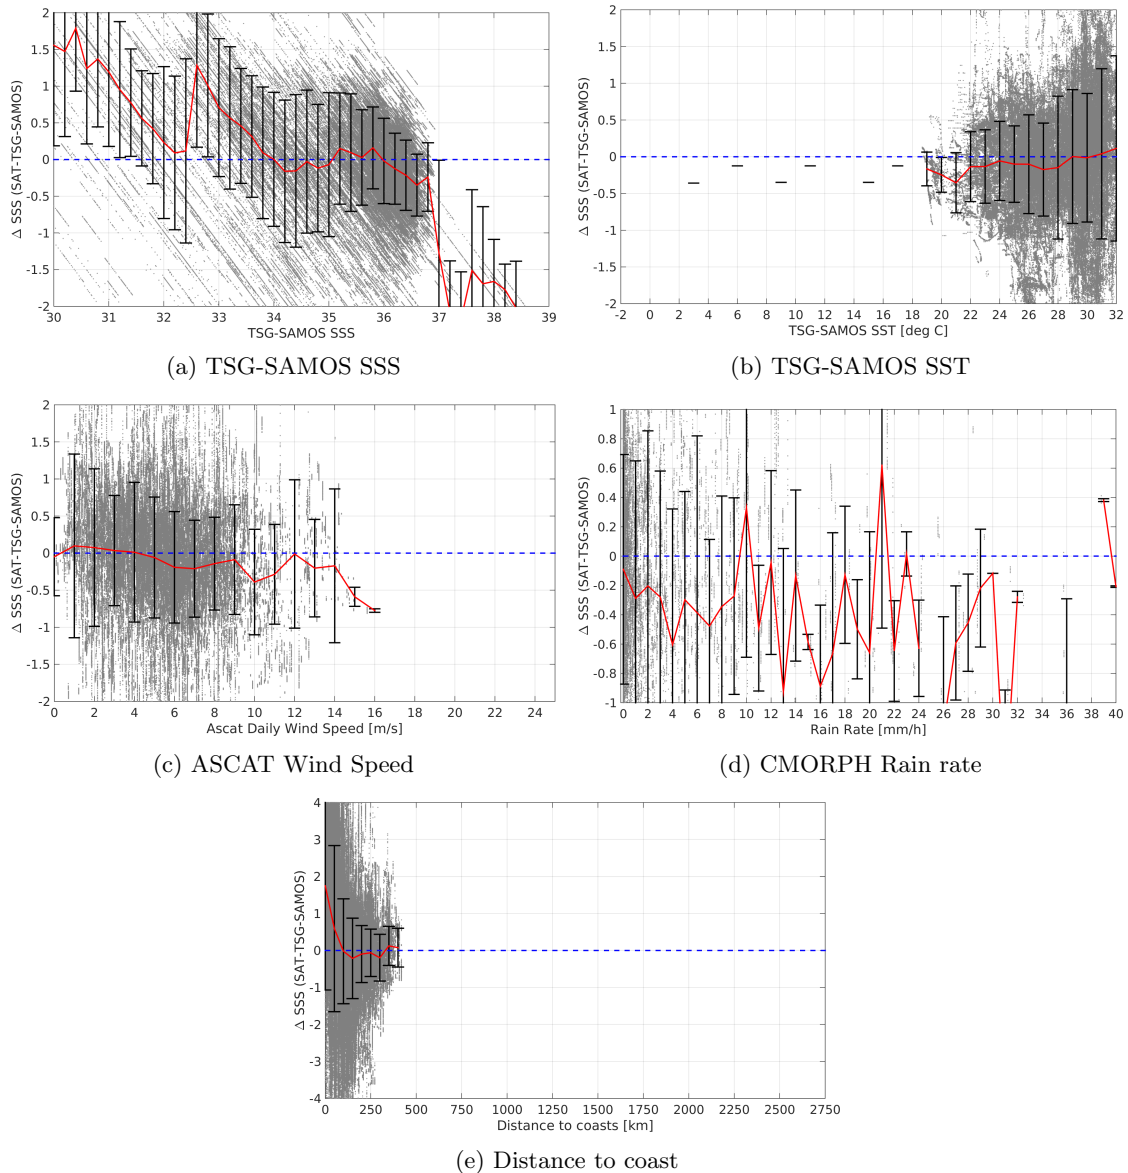 2
1.5
1
0.5
0
-0.5
-1
-1.5
-2
Δ SSS (SAT-TSG-SAMOS)
30 31 32 33 34 35 36 37 38 39
TSG-SAMOS SSS
(a) TSG-SAMOS SSS
2
1.5
1
0.5
0
-0.5
-1
-1.5
-2
Δ SSS (SAT-TSG-SAMOS)
-2 0 2 4 6 8 10 12 14 16 18 20 22 24 26 28 30 32
TSG-SAMOS SST [deg C]
(b) TSG-SAMOS SST
2
1.5
1
0.5
0
-0.5
-1
-1.5
-2
Δ SSS (SAT-TSG-SAMOS)
0 2 4 6 8 10 12 14 16 18 20 22 24
Ascat Daily Wind Speed [m/s]
(c) ASCAT Wind Speed
1
0.8
0.6
0.4
0.2
0
-0.2
-0.4
-0.6
-0.8
-1
Δ SSS (SAT-TSG-SAMOS)
0 2 4 6 8 10 12 14 16 18 20 22 24 26 28 30 32 34 36 38 40
Rain Rate [mm/h]
(d) CMORPH Rain rate
4
3
2
1
0
-1
-2
-3
-4
Δ SSS (SAT-TSG-SAMOS)
0 250 500 750 1000 1250 1500 1750 2000 2250 2500 2750
Distance to coasts [km]
(e) Distance to coast